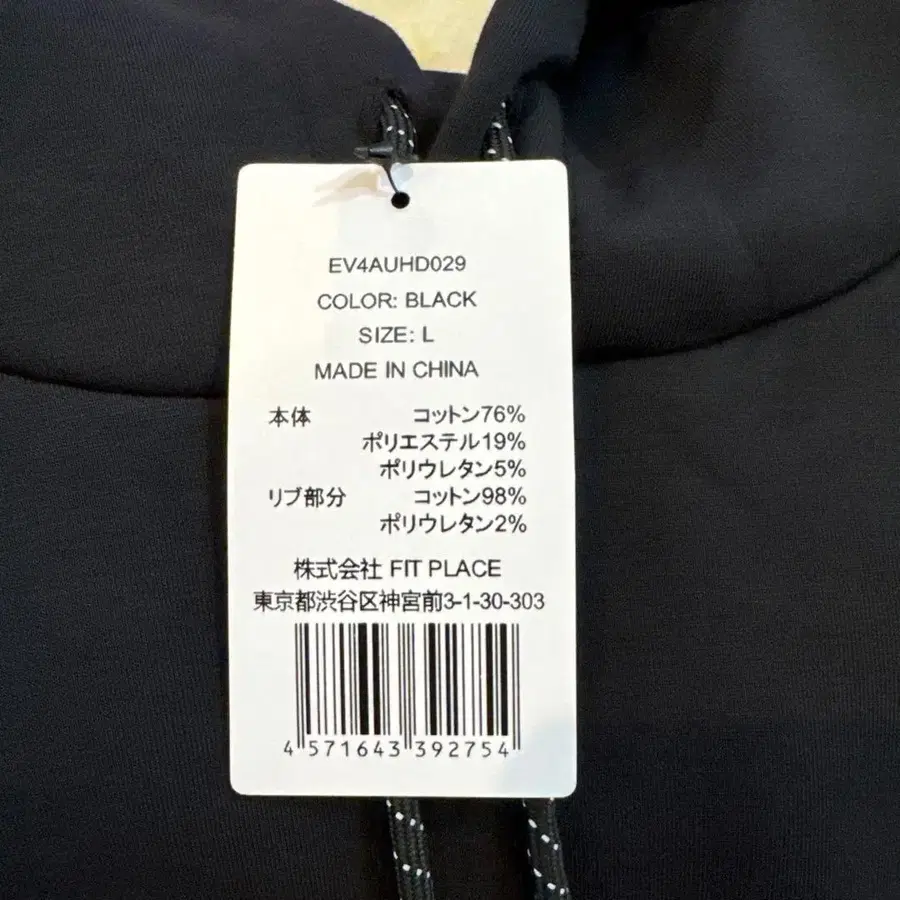 EV4AUHD029
COLOR: BLACK
SIZE: L
MADE IN CHINA
本体 コットン76%
ポリエステル19%
ポリウレタン5%
リブ部分 コットン98%
ポリウレタン2%
株式会社 FIT PLACE
東京都渋谷区神宮前3-1-30-303
4 571643 392754